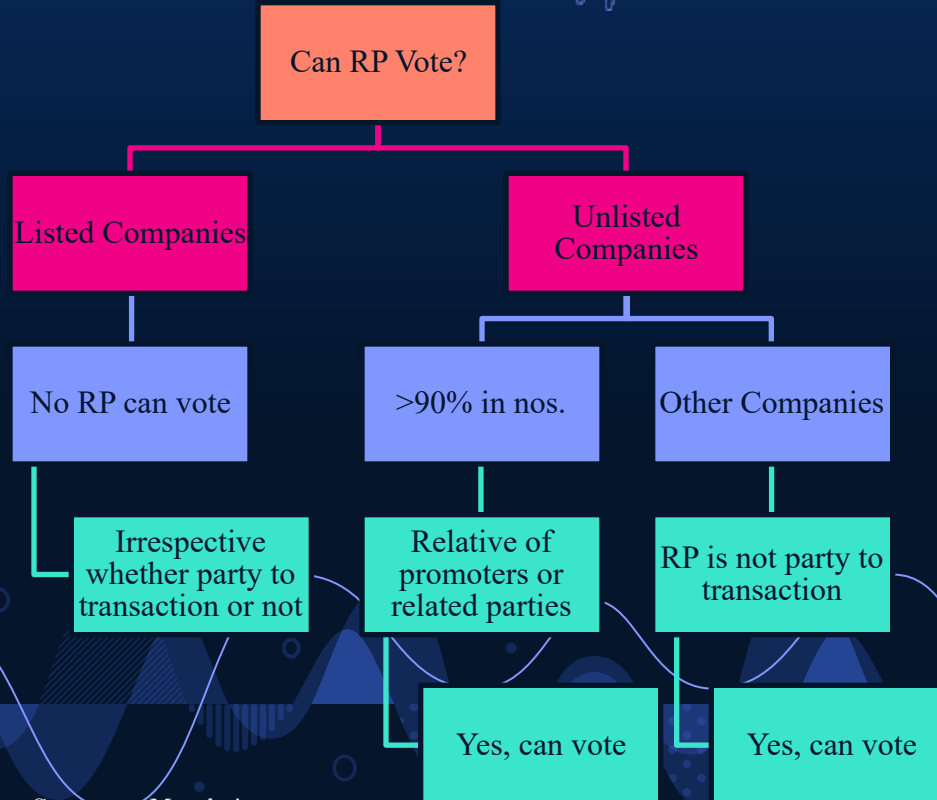 Can RP Vote?
Listed Companies
Unlisted
Companies
No RP can vote
>90% in nos.
Other Companies
Irrespective
whether party to
transaction or not
Relative of
promoters or
related parties
RP is not party to
transaction
Yes, can vote
Yes, can vote